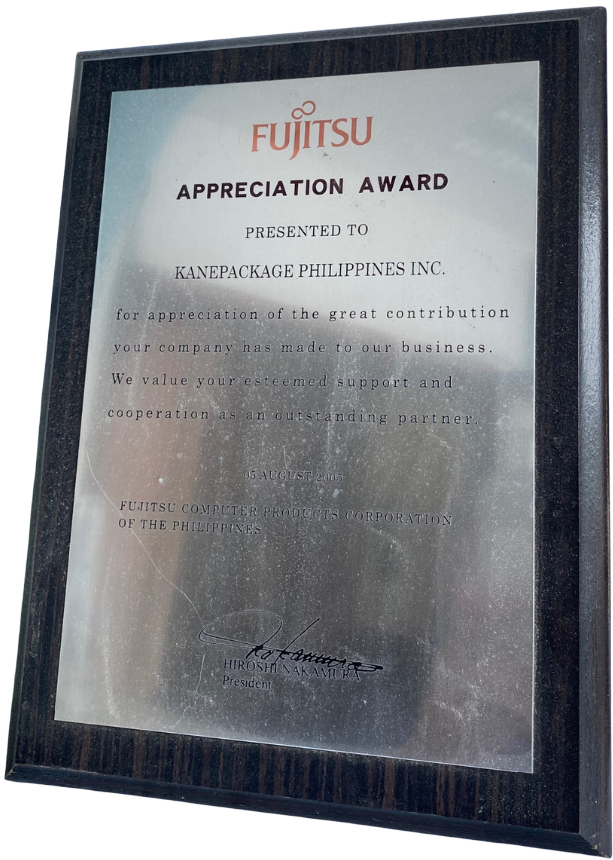 FUJITSU
APPRECIATION AWARD
PRESENTED TO
KANEPACKAGE PHILIPPINES INC.
for appreciation of the great contribution
your company has made to our business.
We value your esteemed support and
cooperation as an outstanding partner.
05 AUGUST 2005
FUJITSU COMPUTER PRODUCTS CORPORATION
OF THE PHILIPPINES
HIROSHI NAKAMURA
President